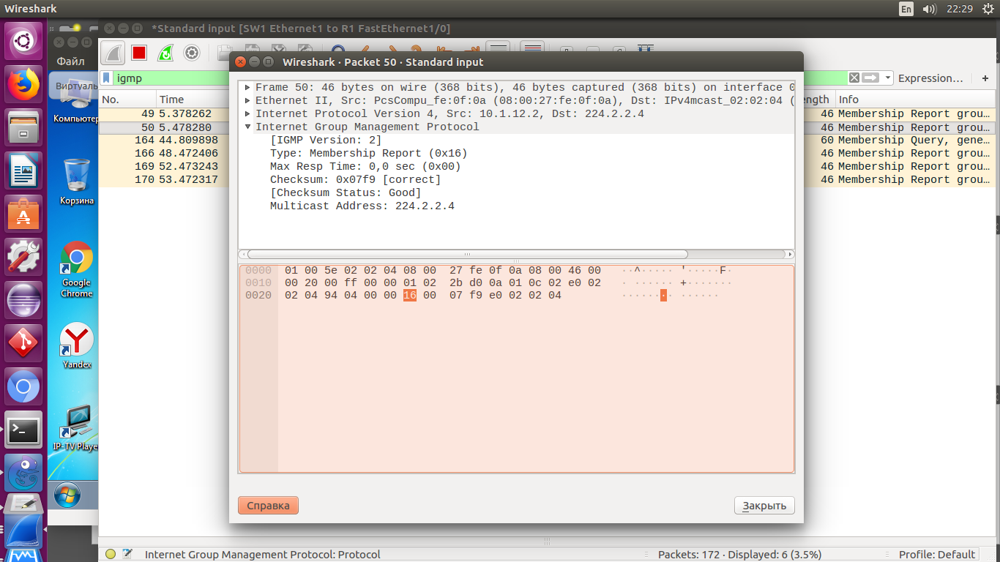 Wireshark
En
22:29
*Standard input [SW1 Ethernet1 to R1 FastEthernet1/0]
Файл
Wireshark · Packet 50 · Standard input
igmp
Expression…
+
No.
Time
Info
49 5.378262
46 Membership Report grou…
50 5.478280
46 Membership Report grou…
164 44.809898
60 Membership Query, gene…
166 48.472406
46 Membership Report grou…
169 52.473243
46 Membership Report grou…
170 53.472317
46 Membership Report grou…
Frame 50: 46 bytes on wire (368 bits), 46 bytes captured (368 bits) on interface 0
Ethernet II, Src: PcsCompu_fe:0f:0a (08:00:27:fe:0f:0a), Dst: IPv4mcast_02:02:04 (
Internet Protocol Version 4, Src: 10.1.12.2, Dst: 224.2.2.4
Internet Group Management Protocol
[IGMP Version: 2]
Type: Membership Report (0x16)
Max Resp Time: 0,0 sec (0x00)
Checksum: 0x07f9 [correct]
[Checksum Status: Good]
Multicast Address: 224.2.2.4
0000 01 00 5e 02 02 04 08 00 27 fe 0f 0a 08 00 46 00 ··^·····'·····F·
0010 00 20 00 ff 00 00 01 02 2b d0 0a 01 0c 02 e0 02 · ······+·······
0020 02 04 94 04 00 00 16 00 07 f9 e0 02 02 04 ········ ······
Справка
Закрыть
Компьютер
Корзина
Google
Chrome
Yandex
Internet Group Management Protocol: Protocol
Packets: 172 · Displayed: 6 (3.5%)
Profile: Default